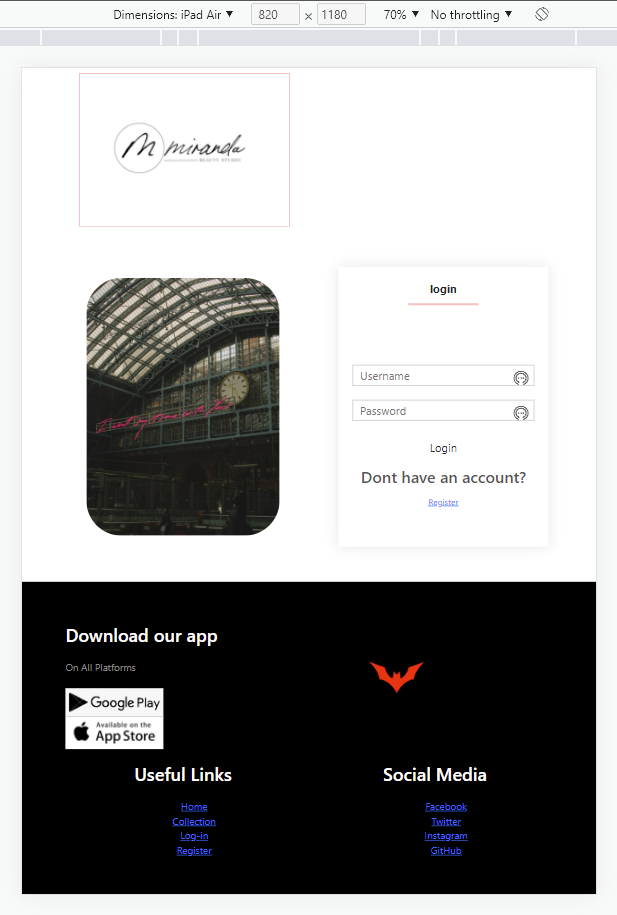 Dimensions: iPad Air ▼ 820 × 1180 70% ▼ No throttling ▼
M miranda
BEAUTY STUDIO
login
Username
Password
Login
Dont have an account?
Register
Download our app
On All Platforms
Google Play
Available on the
App Store
Useful Links
Home
Collection
Log-in
Register
Social Media
Facebook
Twitter
Instagram
GitHub